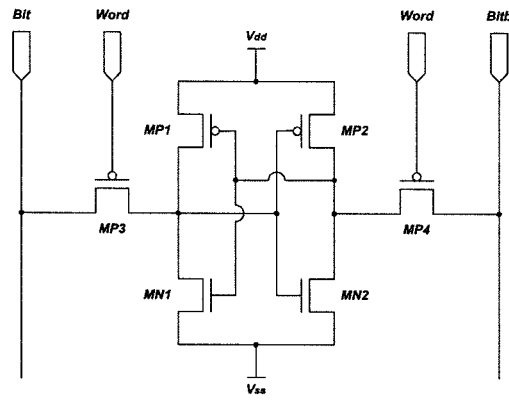 Bit Word Word Bitb
Vdd
MP1 MP2
MP3 MP4
MN1 MN2
Vss